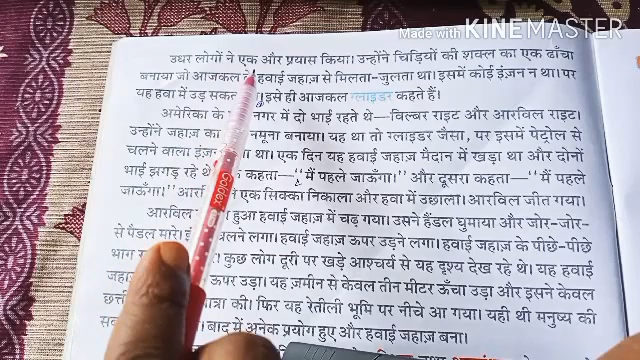 Made with KINEMASTER
उधर लोगों ने एक और प्रयास किया। उन्होंने चिड़ियों की शक्ल का एक ढाँचा
बनाया जो आजकल के हवाई जहाज़ से मिलता-जुलता था। इसमें कोई इंज़न न था। पर
यह हवा में उड़ सकता इसे ही आजकल ग्लाइडर कहते हैं।
अमेरिका के नगर में दो भाई रहते थे—विल्बर राइट और आरविल राइट।
उन्होंने जहाज़ का नमूना बनाया। यह था तो ग्लाइडर जैसा, पर इसमें पेट्रोल से
चलने वाला इंज़न था। एक दिन यह हवाई जहाज़ मैदान में खड़ा था और दोनों
भाई झगड़ रहे थे कहता—“मैं पहले जाऊँगा।” और दूसरा कहता—“मैं पहले
जाऊँगा।” एक सिक्का निकाला और हवा में उछाला। आरविल जीत गया।
आरविल हुआ हवाई जहाज़ में चढ़ गया। उसने हैंडल घुमाया और जोर-जोर-
से पैडल मारे। चलने लगा। हवाई जहाज़ ऊपर उड़ने लगा। हवाई जहाज़ के पीछे-पीछे
भाग कुछ लोग दूरी पर खड़े आश्चर्य से यह दृश्य देख रहे थे। यह हवाई
ऊपर उड़ा। यह ज़मीन से केवल तीन मीटर ऊँचा उड़ा और इसने केवल
की। फिर यह रेतीली भूमि पर नीचे आ गया। यही थी मनुष्य की
बाद में अनेक प्रयोग हुए और हवाई जहाज़ बना।
Goldex